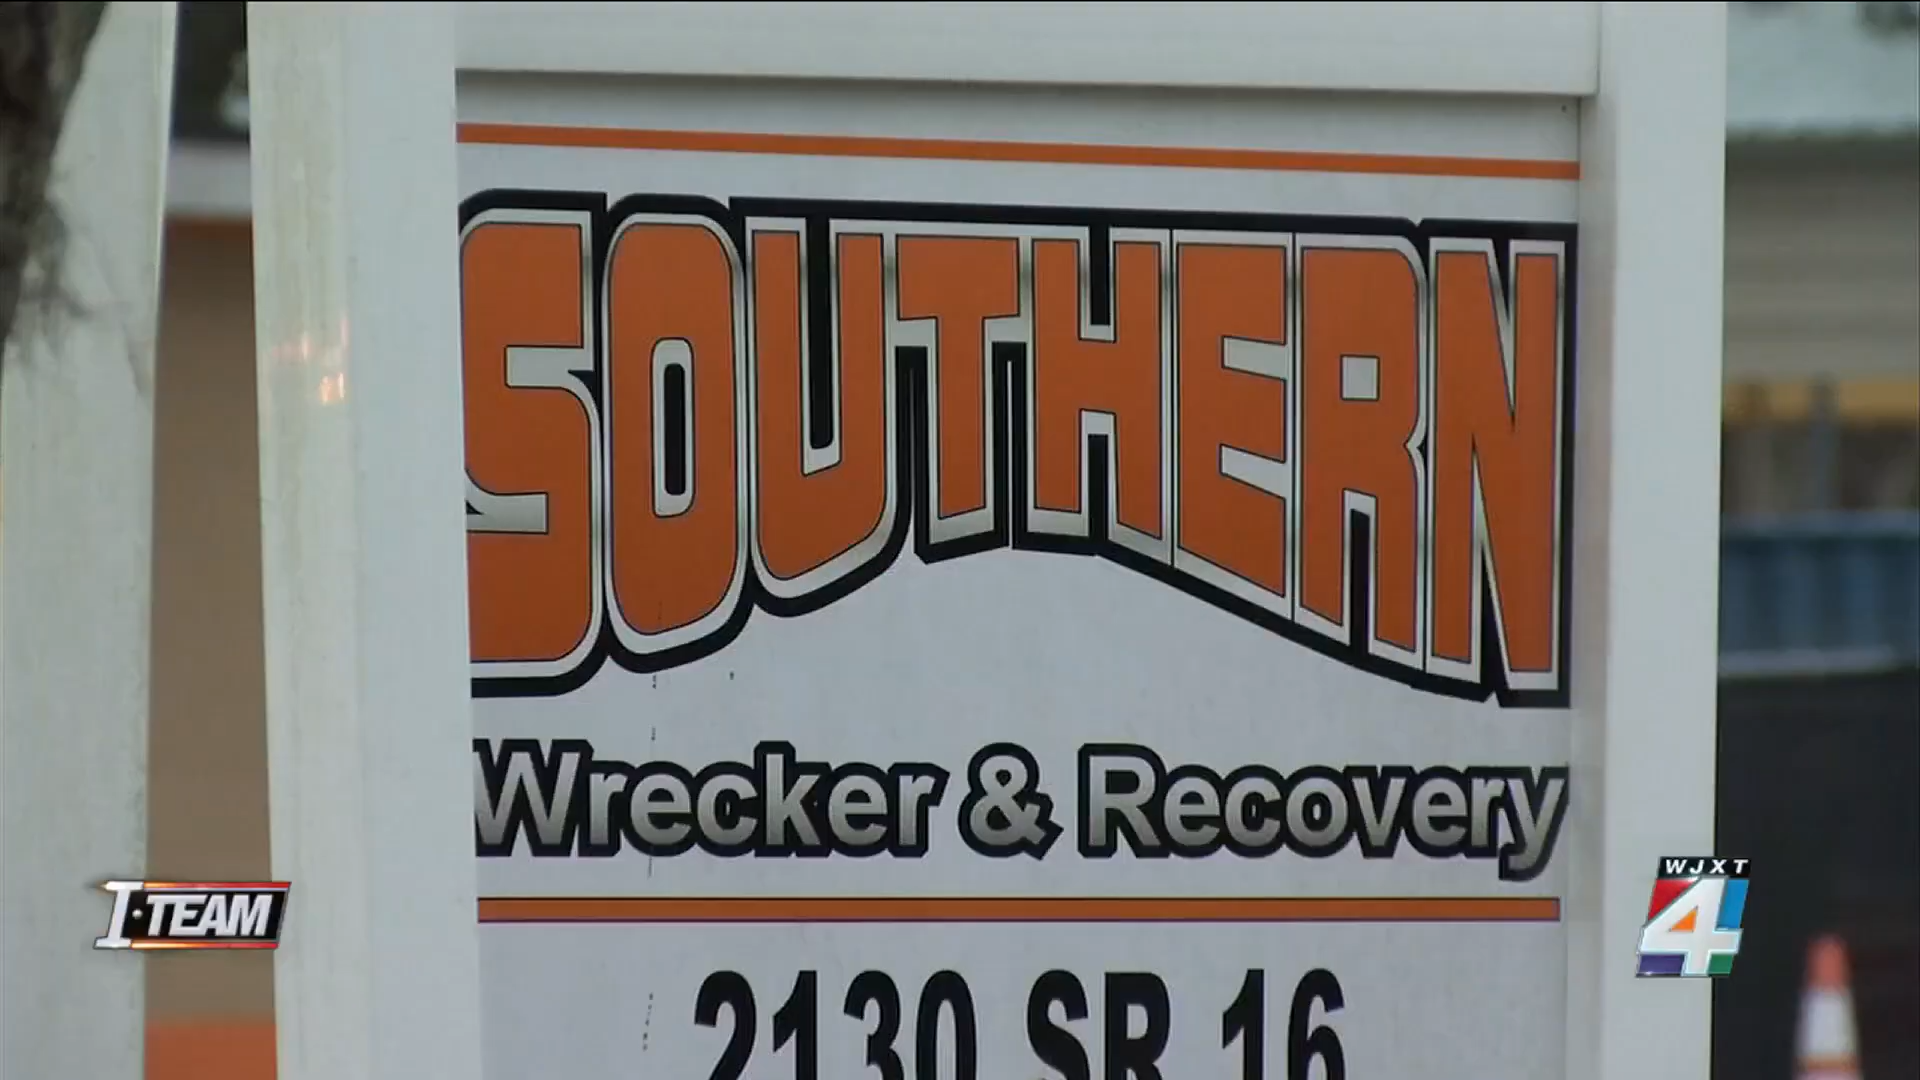 SOUTHERN
Wrecker & Recovery
2130 SR 16
I-TEAM
WJXT
4